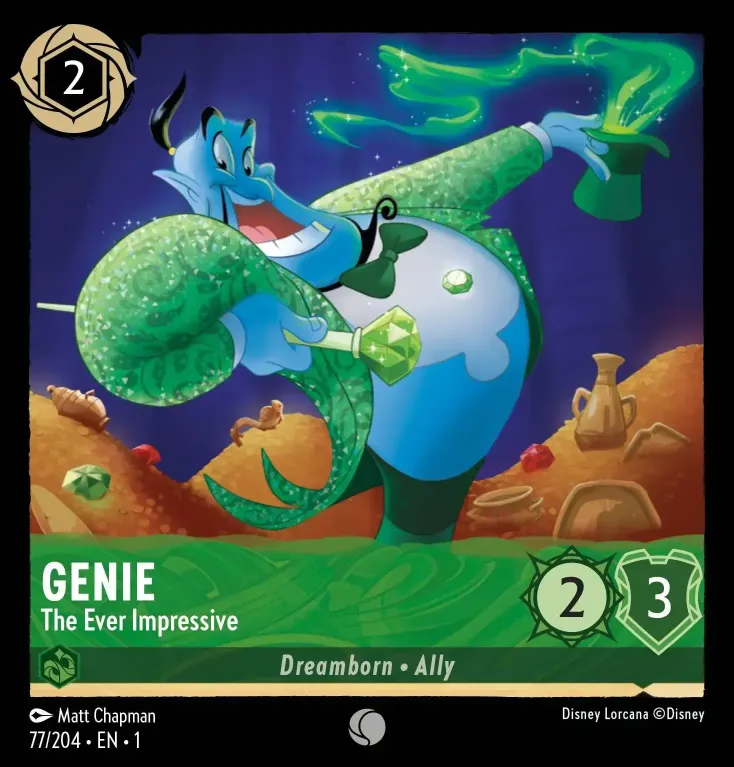 2
GENIE
The Ever Impressive
2
3
Dreamborn • Ally
Matt Chapman
Disney Lorcana ©Disney
77/204 • EN • 1